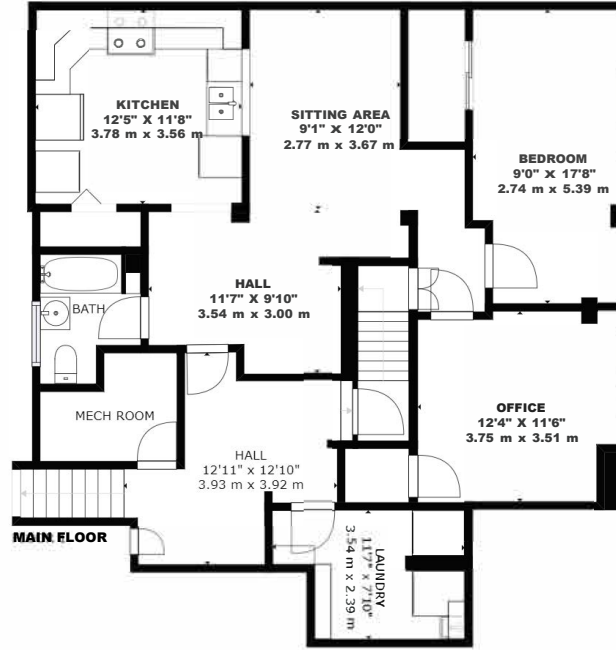 KITCHEN
12'5" X 11'8"
3.78 m x 3.56 m
SITTING AREA
9'1" X 12'0"
2.77 m x 3.67 m
BEDROOM
9'0" X 17'8"
2.74 m x 5.39 m
HALL
11'7" X 9'10"
3.54 m x 3.00 m
BATH
MECH ROOM
OFFICE
12'4" X 11'6"
3.75 m x 3.51 m
HALL
12'11" x 12'10"
3.93 m x 3.92 m
MAIN FLOOR
LAUNDRY
11'7" x 7'10"
3.54 m x 2.39 m